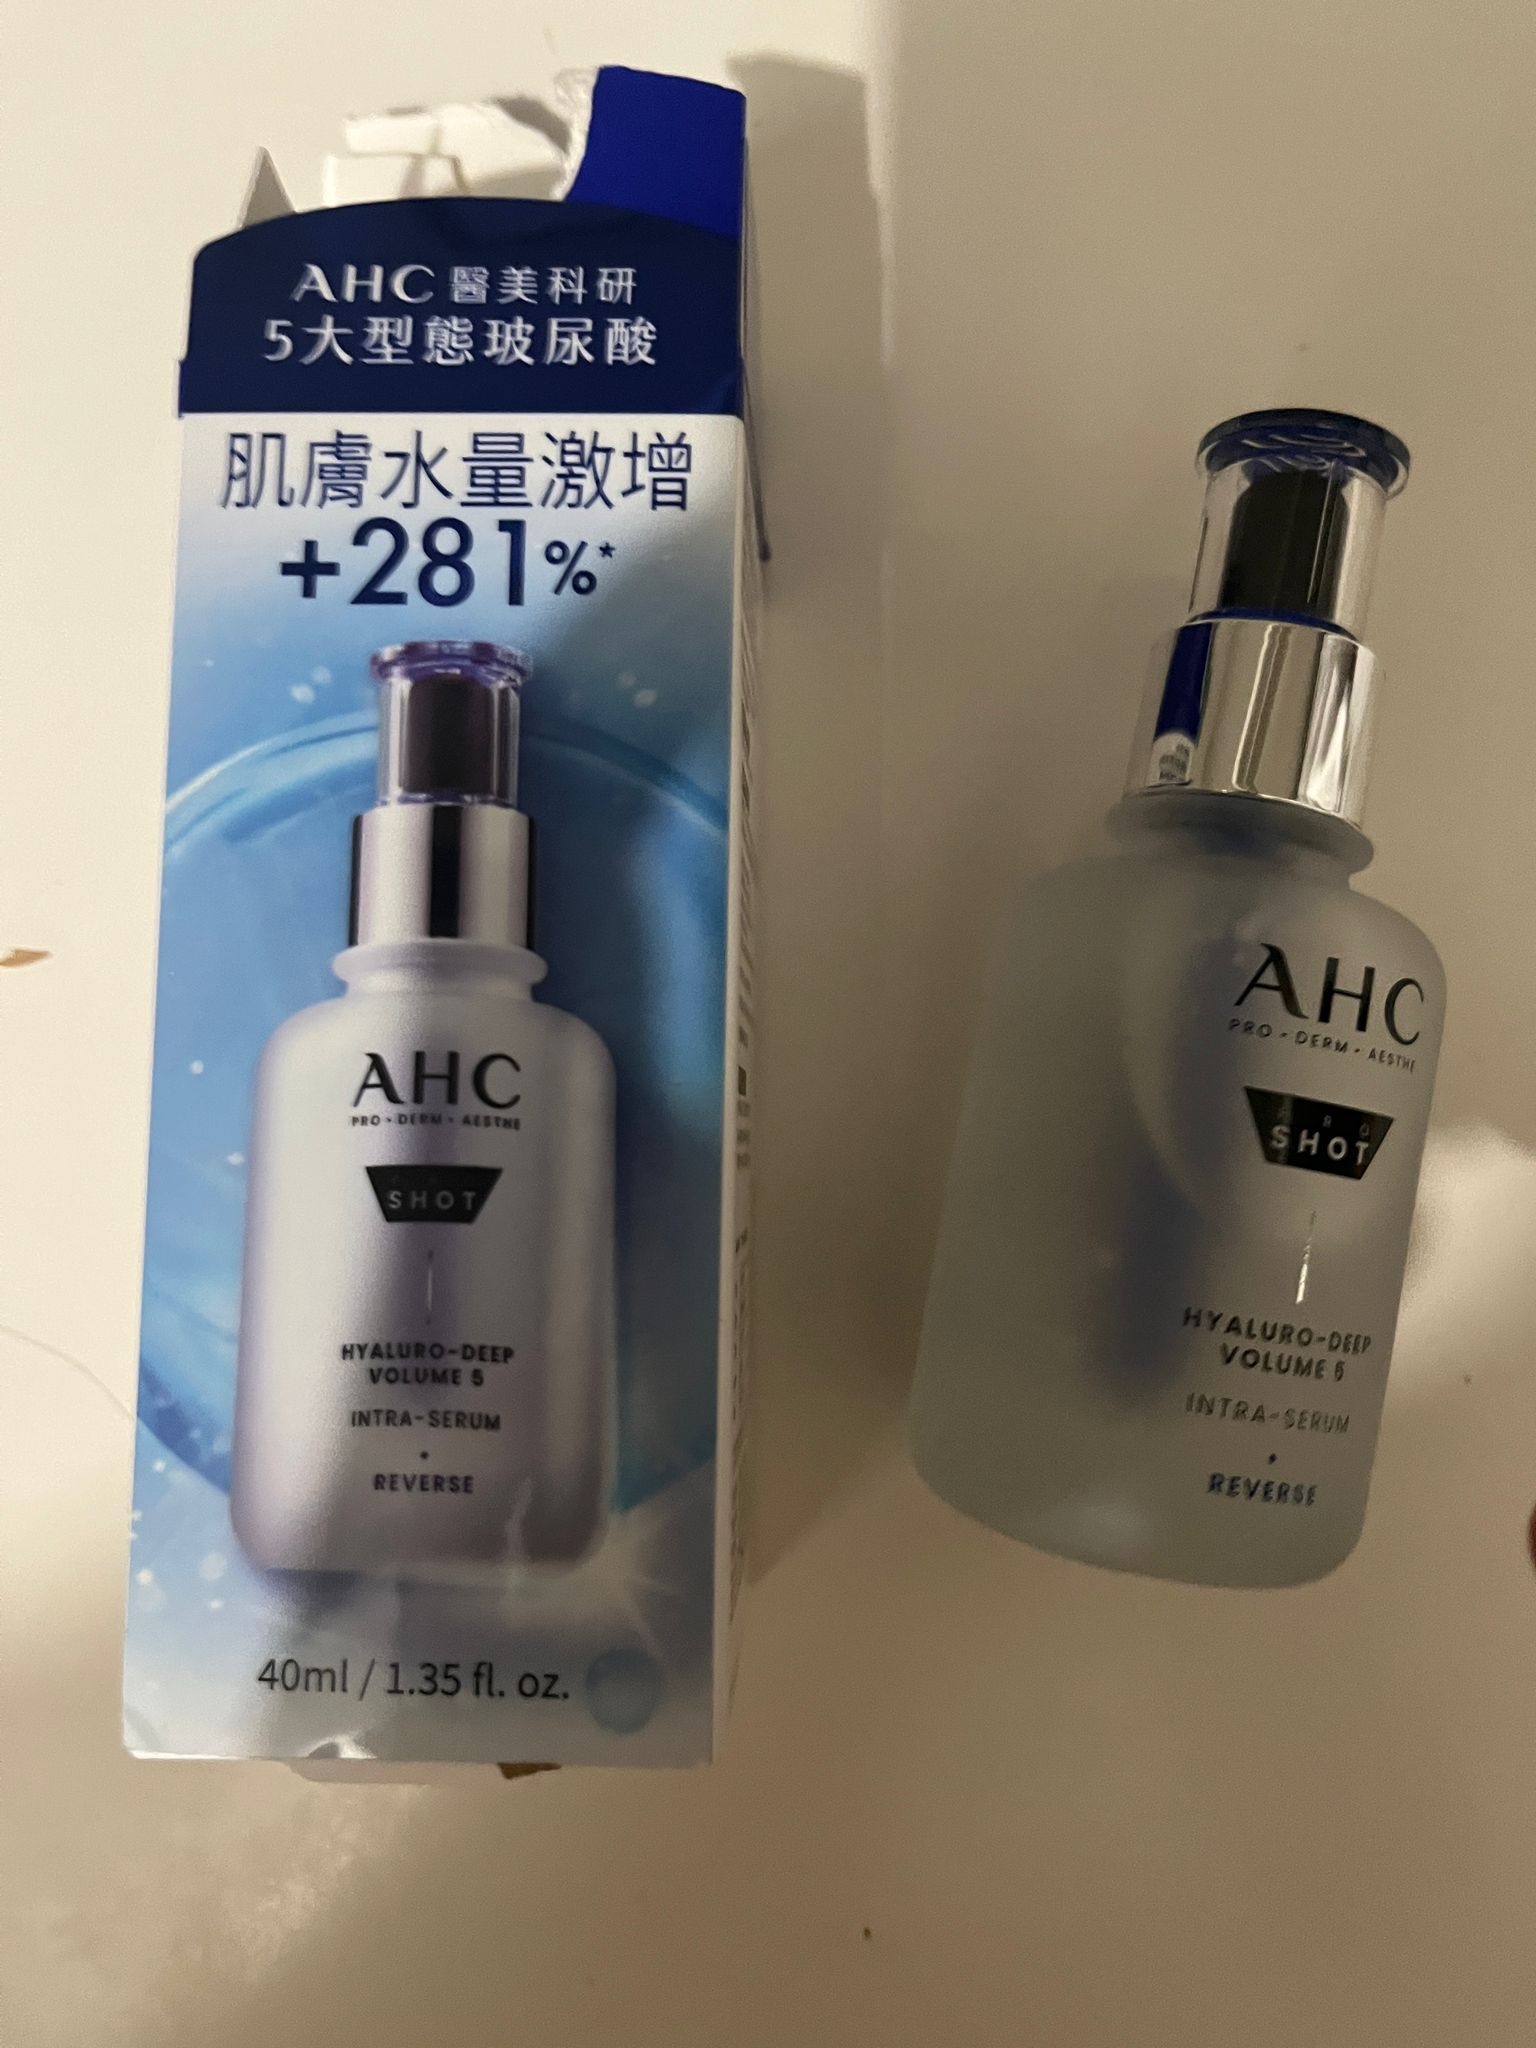 AHC 醫美科研
5大型態玻尿酸
肌膚水量激增
+281%*
AHC
PRO · DERM · AESTHE
SHOT
HYALURO-DEEP
VOLUME 5
INTRA-SERUM
•
REVERSE
40ml / 1.35 fl. oz.
AHC
PRO · DERM · AESTHE
PRO
SHOT
HYALURO-DEEP
VOLUME 5
INTRA-SERUM
•
REVERSE